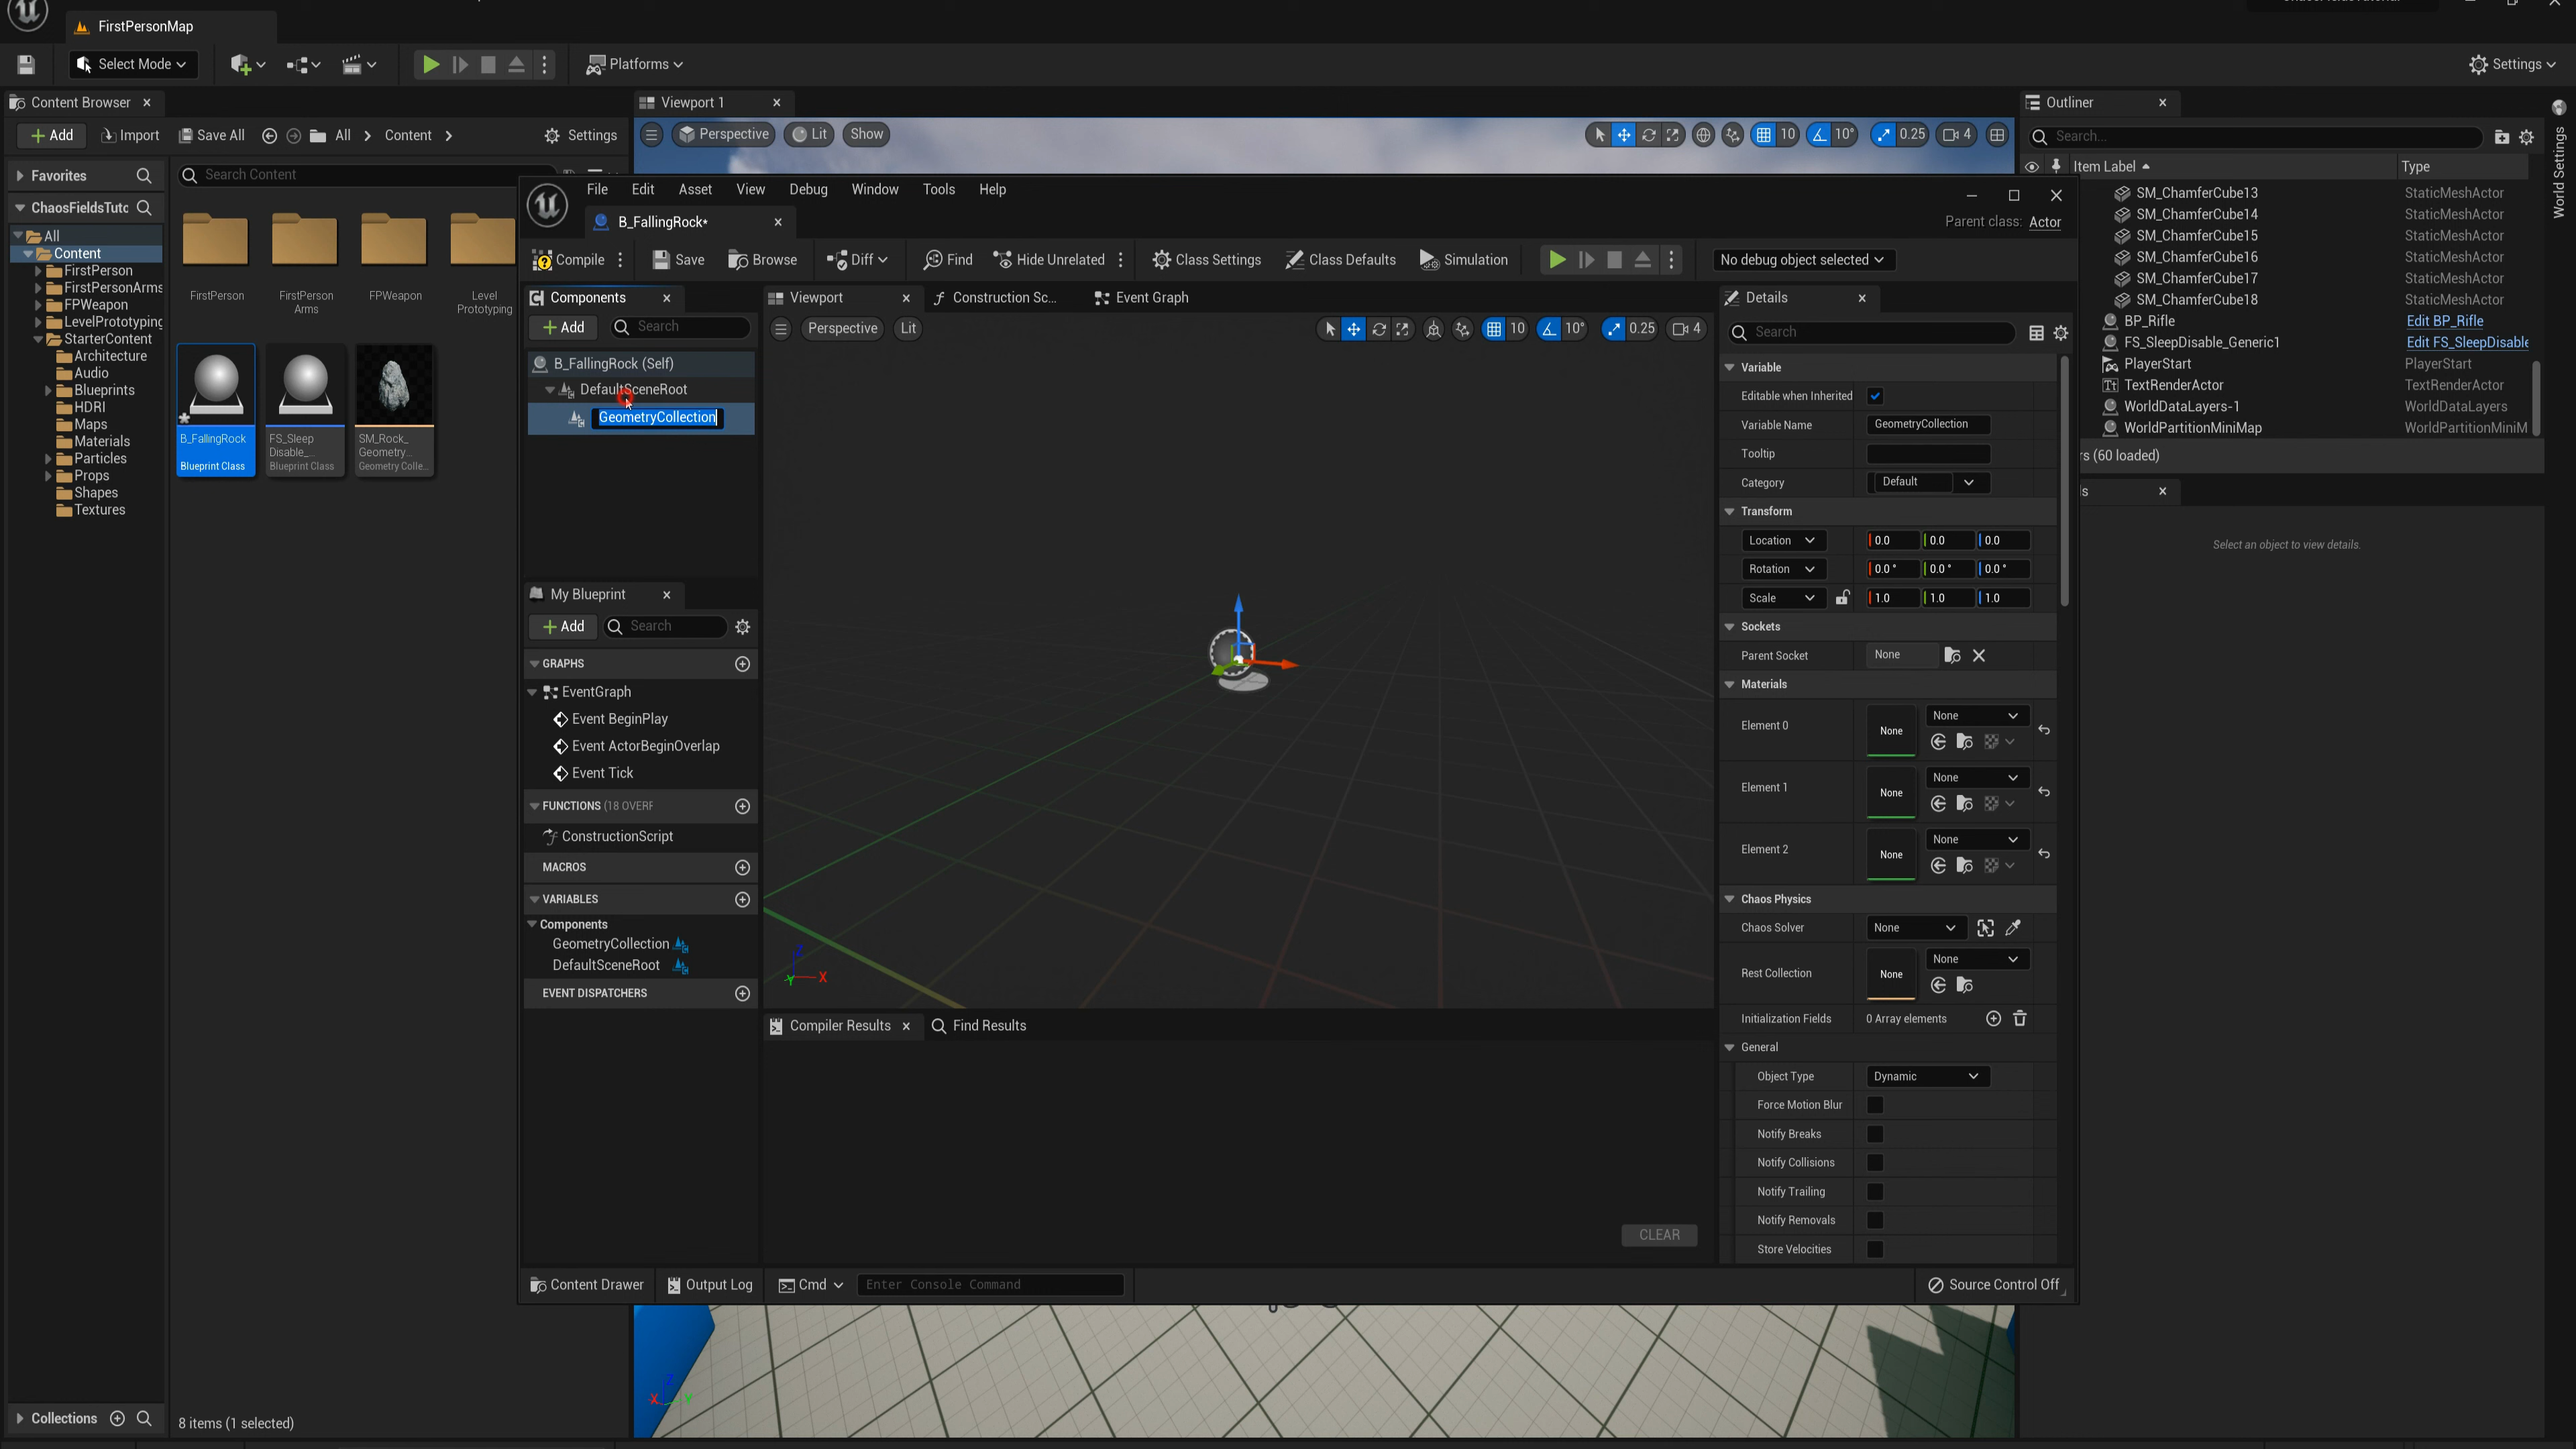 FirstPersonMap
Select Mode
Platforms
Settings
Content Browser
Viewport 1
Outliner
World Settings
Add
Import
Save All
All
Content
Settings
Perspective
Lit
Show
10
10°
0.25
4
Search...
Favorites
Search Content
Item Label
Type
ChaosFieldsTutc
All
Content
FirstPerson
FirstPersonArms
FPWeapon
LevelPrototyping
StarterContent
Architecture
Audio
Blueprints
HDRI
Maps
Materials
Particles
Props
Shapes
Textures
FirstPerson
FirstPerson
Arms
FPWeapon
Level
Prototyping
B_FallingRock
Blueprint Class
FS_Sleep
Disable_...
Blueprint Class
SM_Rock_
Geometry...
Geometry Colle...
Collections
8 items (1 selected)
SM_ChamferCube13 StaticMeshActor
SM_ChamferCube14 StaticMeshActor
SM_ChamferCube15 StaticMeshActor
SM_ChamferCube16 StaticMeshActor
SM_ChamferCube17 StaticMeshActor
SM_ChamferCube18 StaticMeshActor
BP_Rifle Edit BP_Rifle
FS_SleepDisable_Generic1 Edit FS_SleepDisable
PlayerStart PlayerStart
TextRenderActor TextRenderActor
WorldDataLayers-1 WorldDataLayers
WorldPartitionMiniMap WorldPartitionMiniM
rs (60 loaded)
ls
Select an object to view details.
File Edit Asset View Debug Window Tools Help
B_FallingRock*
Parent class: Actor
Compile
Save
Browse
Diff
Find
Hide Unrelated
Class Settings
Class Defaults
Simulation
No debug object selected
Components
Add
Search
B_FallingRock (Self)
DefaultSceneRoot
GeometryCollection
My Blueprint
Add
Search
GRAPHS
EventGraph
Event BeginPlay
Event ActorBeginOverlap
Event Tick
FUNCTIONS (18 OVERF
ConstructionScript
MACROS
VARIABLES
Components
GeometryCollection
DefaultSceneRoot
EVENT DISPATCHERS
Viewport
Construction Sc...
Event Graph
Perspective
Lit
10
10°
0.25
4
Z
Y
X
Compiler Results
Find Results
CLEAR
Details
Search
Variable
Editable when Inherited
Variable Name GeometryCollection
Tooltip
Category Default
Transform
Location 0.0 0.0 0.0
Rotation 0.0° 0.0° 0.0°
Scale 1.0 1.0 1.0
Sockets
Parent Socket None
Materials
Element 0 None None
Element 1 None None
Element 2 None None
Chaos Physics
Chaos Solver None
Rest Collection None None
Initialization Fields 0 Array elements
General
Object Type Dynamic
Force Motion Blur
Notify Breaks
Notify Collisions
Notify Trailing
Notify Removals
Store Velocities
Content Drawer
Output Log
Cmd
Enter Console Command
Source Control Off
Z
X
Y